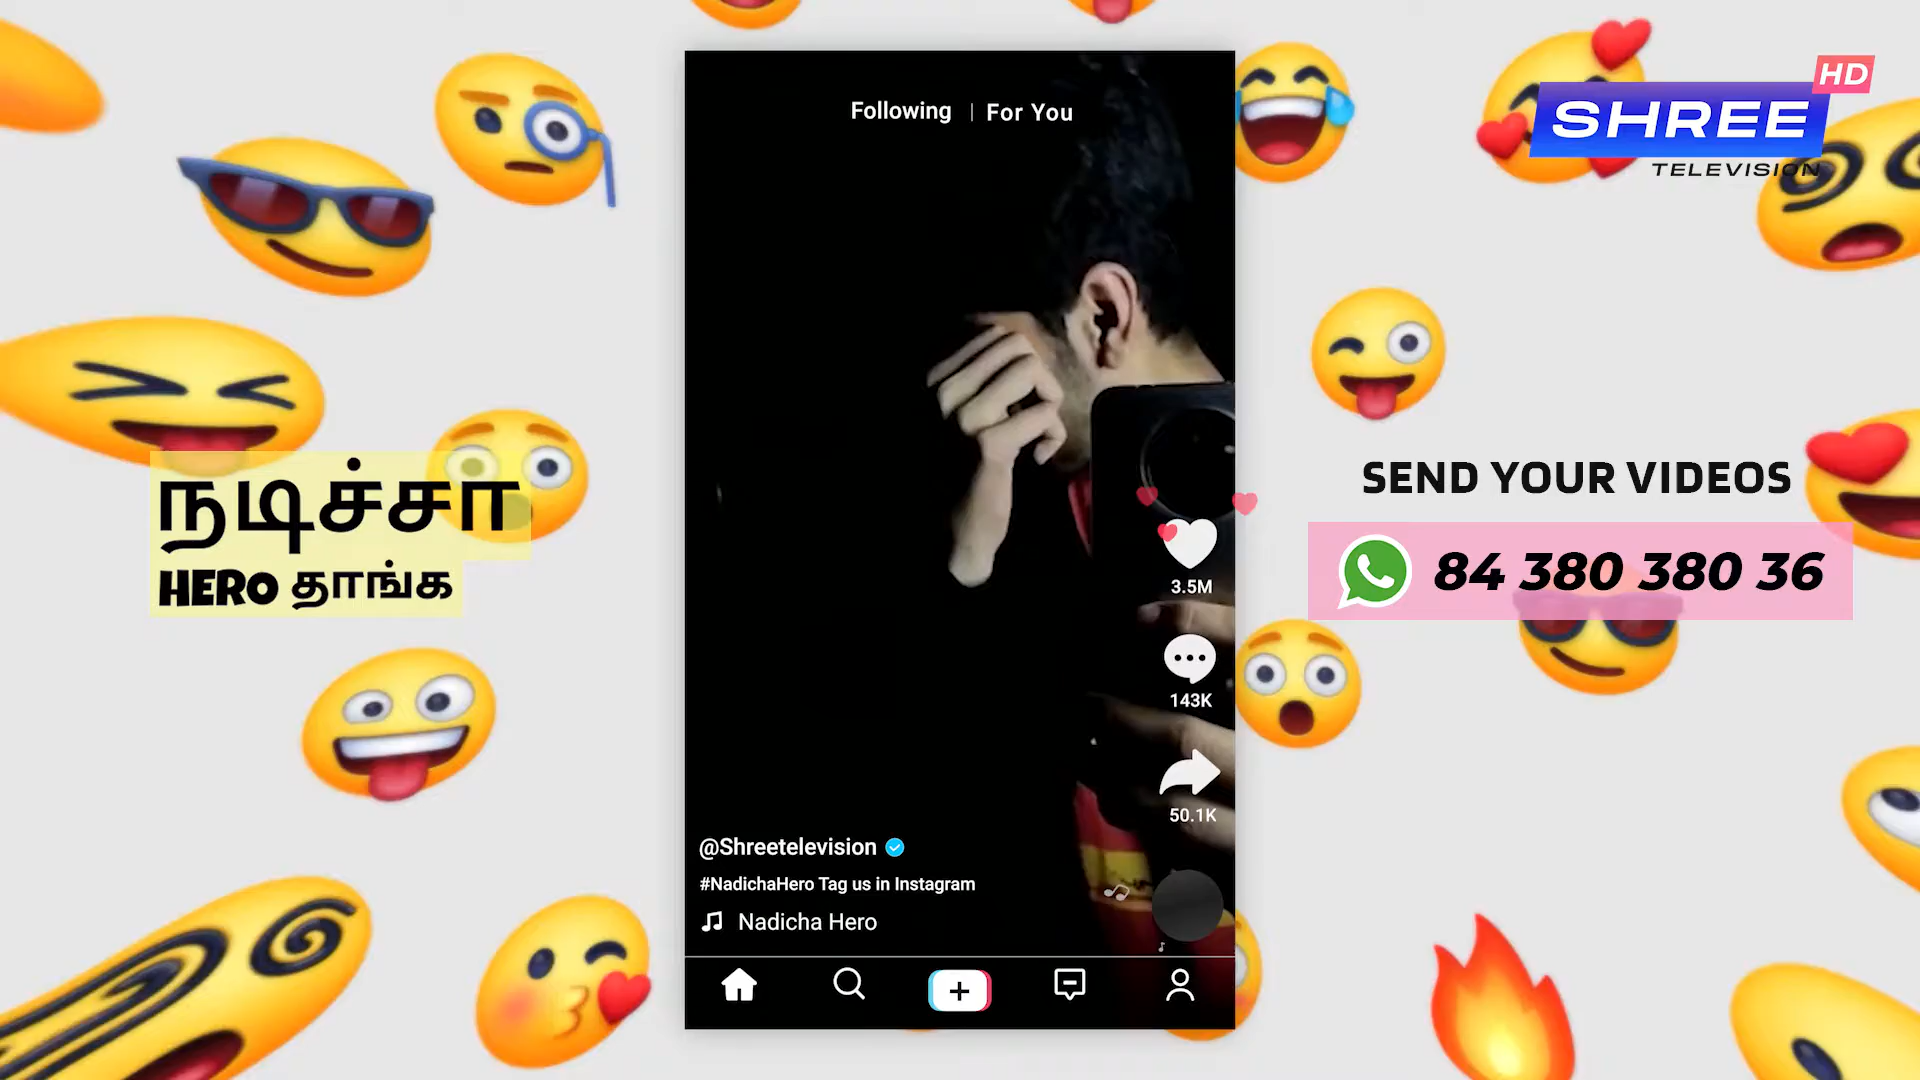 HD
SHREE
TELEVISION
Following | For You
நடிச்சா
HERO தாங்க
SEND YOUR VIDEOS
84 380 380 36
3.5M
143K
50.1K
@Shreetelevision
#NadichaHero Tag us in Instagram
Nadicha Hero